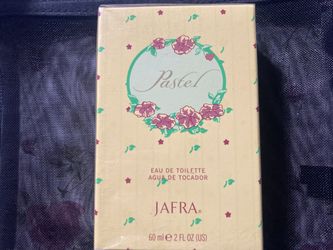 Pastel
EAU DE TOILETTE
AGUA DE TOCADOR
JAFRA®
60 ml ℮ 2 FL OZ (US)